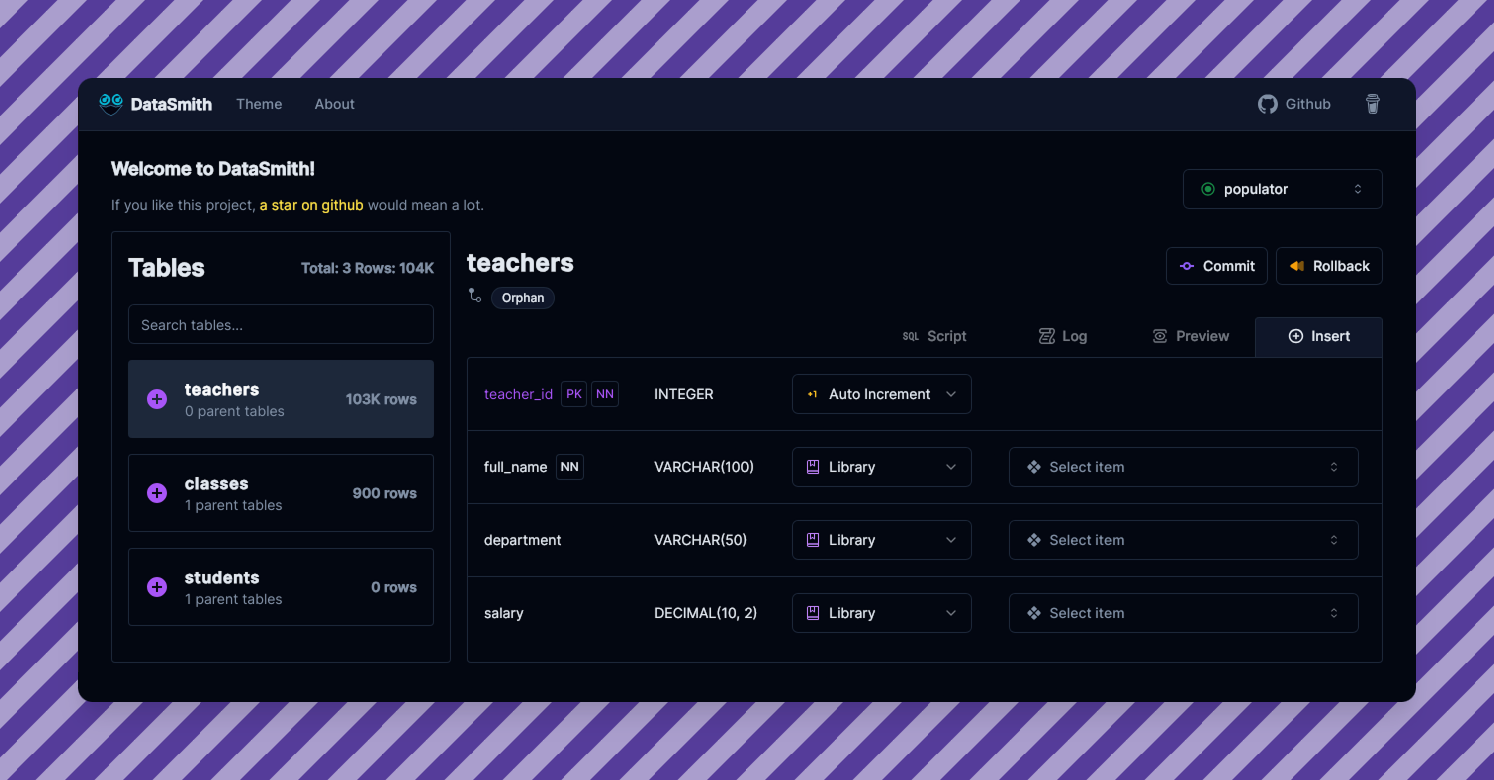 DataSmith Theme About Github
Welcome to DataSmith!
If you like this project, a star on github would mean a lot.
populator
Tables Total: 3 Rows: 104K
Search tables...
teachers
0 parent tables
103K rows
classes
1 parent tables
900 rows
students
1 parent tables
0 rows
teachers
Orphan
Commit Rollback
SQL Script Log Preview Insert
teacher_id PK NN INTEGER +1 Auto Increment
full_name NN VARCHAR(100) Library Select item
department VARCHAR(50) Library Select item
salary DECIMAL(10, 2) Library Select item